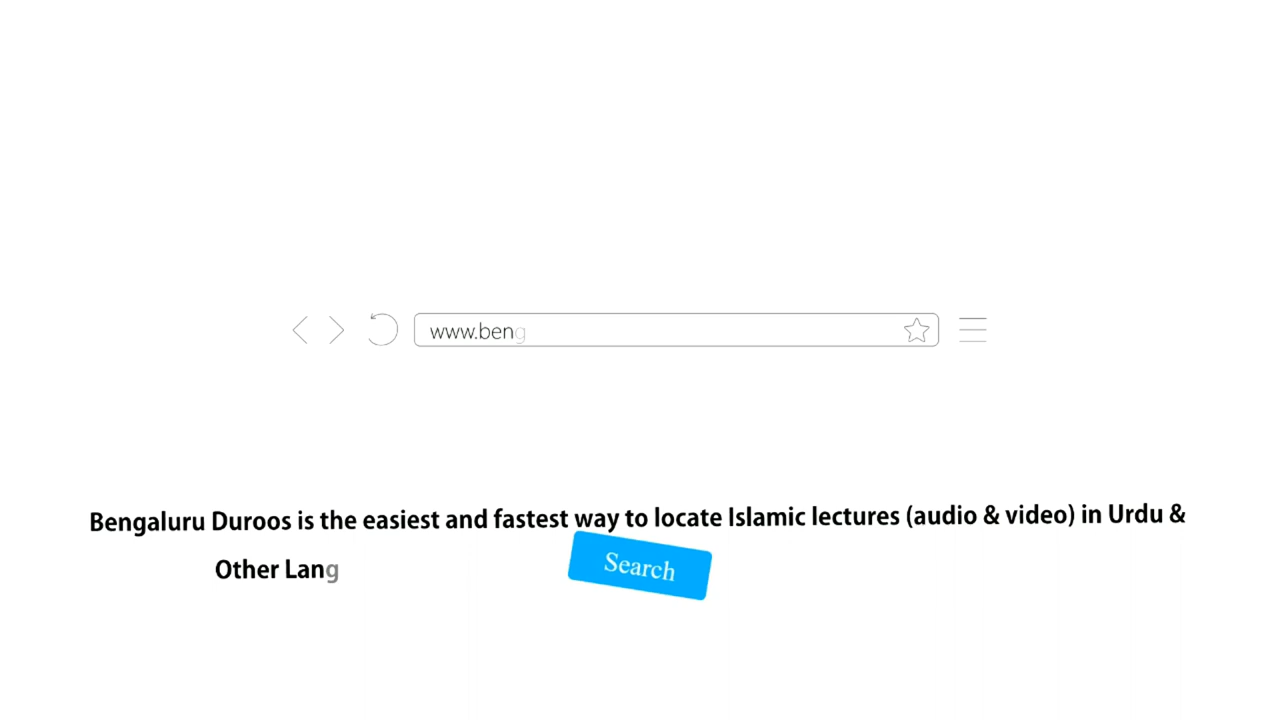 www.beng
Bengaluru Duroos is the easiest and fastest way to locate Islamic lectures (audio & video) in Urdu &
Other Lang
Search